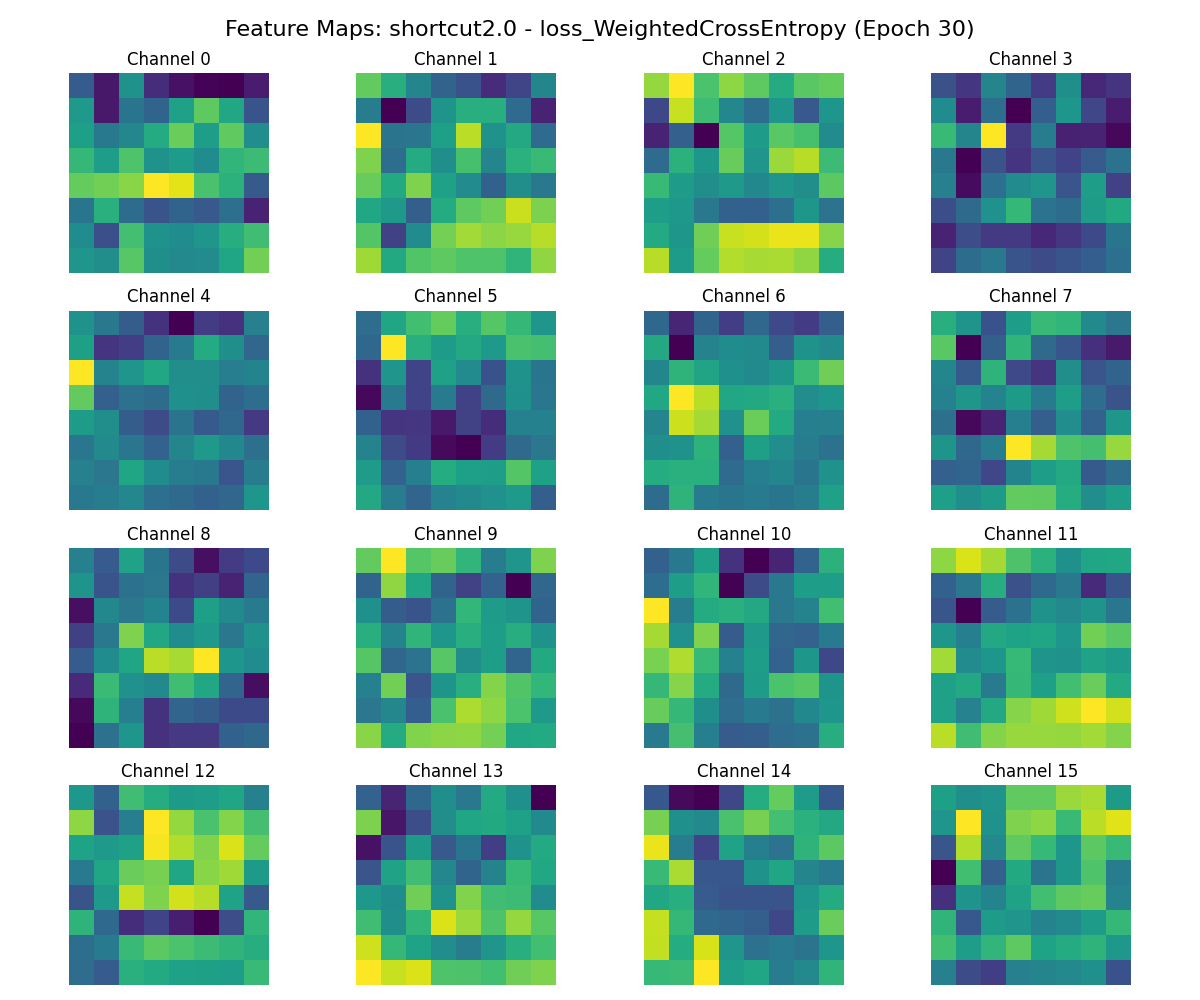 Feature Maps: shortcut2.0 - loss_WeightedCrossEntropy (Epoch 30)
Channel 0
Channel 1
Channel 2
Channel 3
Channel 4
Channel 5
Channel 6
Channel 7
Channel 8
Channel 9
Channel 10
Channel 11
Channel 12
Channel 13
Channel 14
Channel 15